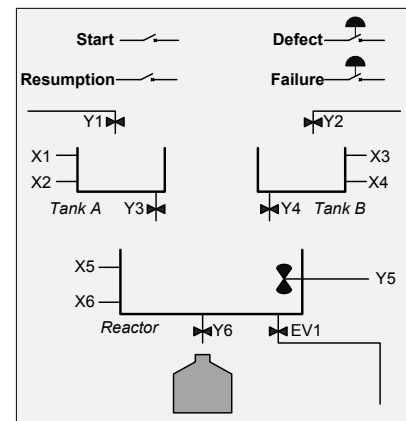 Start Defect
Resumption Failure
Y1 Y2
X1 X3
X2 X4
Tank A Y3 Y4 Tank B
X5 Y5
X6
Reactor Y6 EV1